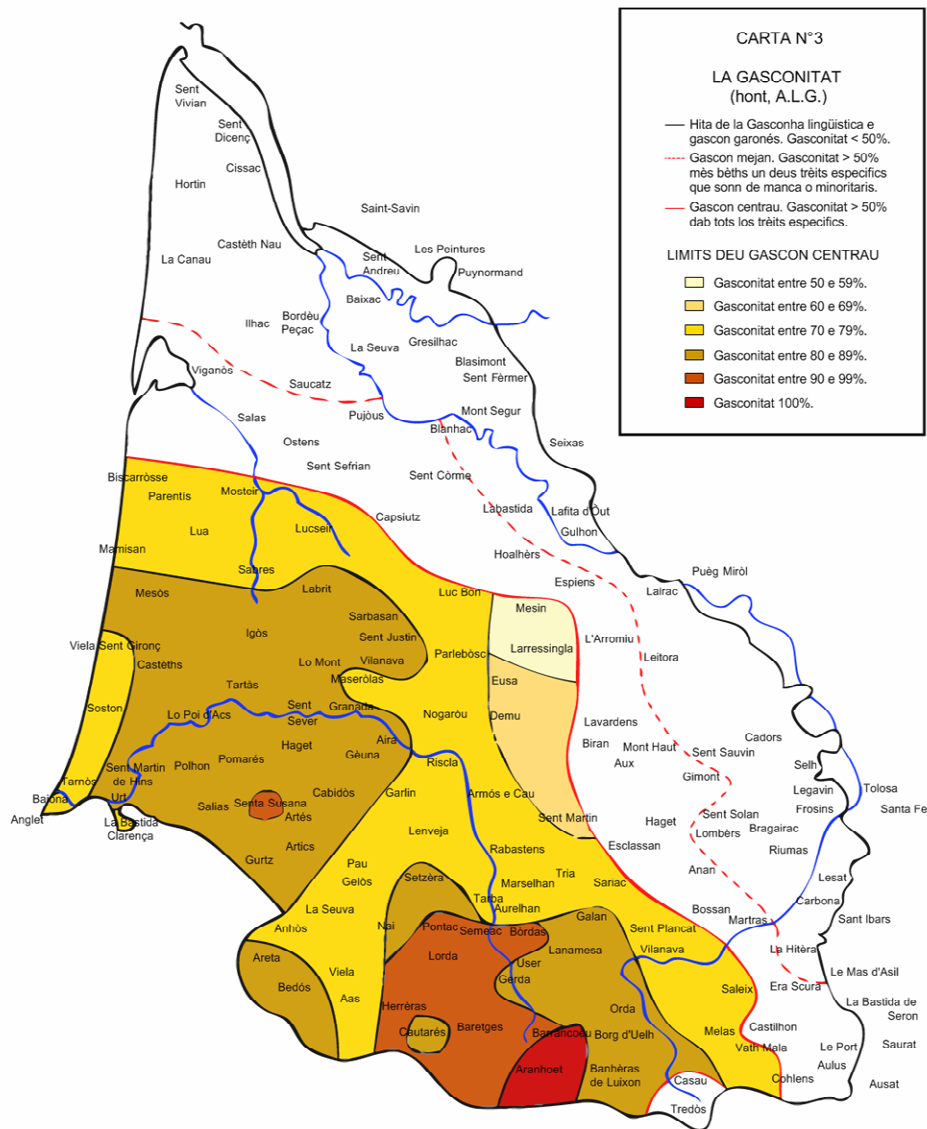 CARTA N°3
LA GASCONITAT
(hont, A.L.G.)
Hita de la Gasconha lingüistica e
gascon garonés. Gasconitat < 50%.
Gascon mejan. Gasconitat > 50%
mès bèths un deus trèits especifics
que sonn de manca o minoritaris.
Gascon centrau. Gasconitat > 50%
dab tots los trèits especifics.
LIMITS DEU GASCON CENTRAU
Gasconitat entre 50 e 59%.
Gasconitat entre 60 e 69%.
Gasconitat entre 70 e 79%.
Gasconitat entre 80 e 89%.
Gasconitat entre 90 e 99%.
Gasconitat 100%.
Sent
Vivian
Sent
Dicenç
Cissac
Hortin
Saint-Savin
Castèth Nau
La Canau
Les Peintures
Sent
Andreu
Puynormand
Baixac
Bordèu
Ilhac
Peçac
Gresilhac
La Seuva
Blasimont
Viganòs
Sent Fèrmer
Saucatz
Pujòus
Mont Segur
Salas
Blanhac
Ostens
Seixas
Sent Sefrian
Sent Còrme
Biscarròsse
Parentís
Mosteir
Labastida
Lafita d'Òut
Capsiutz
Lua
Lucseir
Gulhon
Mamisan
Hoalhèrs
Sabres
Espiens
Puèg Miròl
Mesòs
Labrit
Luc Bon
Lairac
Mesin
Sarbasan
Igòs
Sent Justin
L'Arromiu
Viela Sent Gironç
Larressingla
Parlebòsc
Leitora
Castèths
Lo Mont
Vilanava
Maseròlas
Eusa
Tartàs
Soston
Sent
Sever
Granada
Lo Poi d'Acs
Nogaròu
Demu
Lavardens
Cadors
Aira
Biran
Haget
Mont Haut
Sent Sauvin
Gèuna
Aux
Pomarés
Riscla
Selh
Sent Martin
de Hins
Polhon
Gimont
Tarnòs
Legavin
Tolosa
Urt
Cabidòs
Garlin
Armós e Cau
Baiona
Salias
Senta Susana
Frosins
Santa Fe
Anglet
La Bastida
Clarença
Artés
Sent Martin
Haget
Sent Solan
Bragairac
Lombèrs
Lenveja
Esclassan
Artics
Riumas
Rabastens
Gurtz
Pau
Anan
Tria
Lesat
Gelòs
Setzèra
Marselhan
Sariac
Carbona
Tarba
La Seuva
Aurelhan
Bossan
Galan
Martras
Sant Ibars
Anhòs
Nai
Pontac
Semeac
Bòrdas
Sent Plancat
Lanamesa
Vilanava
La Hitèra
Areta
Lorda
User
Viela
Gerda
Le Mas d'Asil
Bedós
Saleix
Era Scura
Aas
Herrèras
Orda
La Bastida de
Seron
Cautarés
Baretges
Barrancoeu
Borg d'Uelh
Melas
Castilhon
Vath Mala
Le Port
Saurat
Aranhoet
Banhèras
de Luixon
Aulus
Casau
Cohlens
Ausat
Tredòs